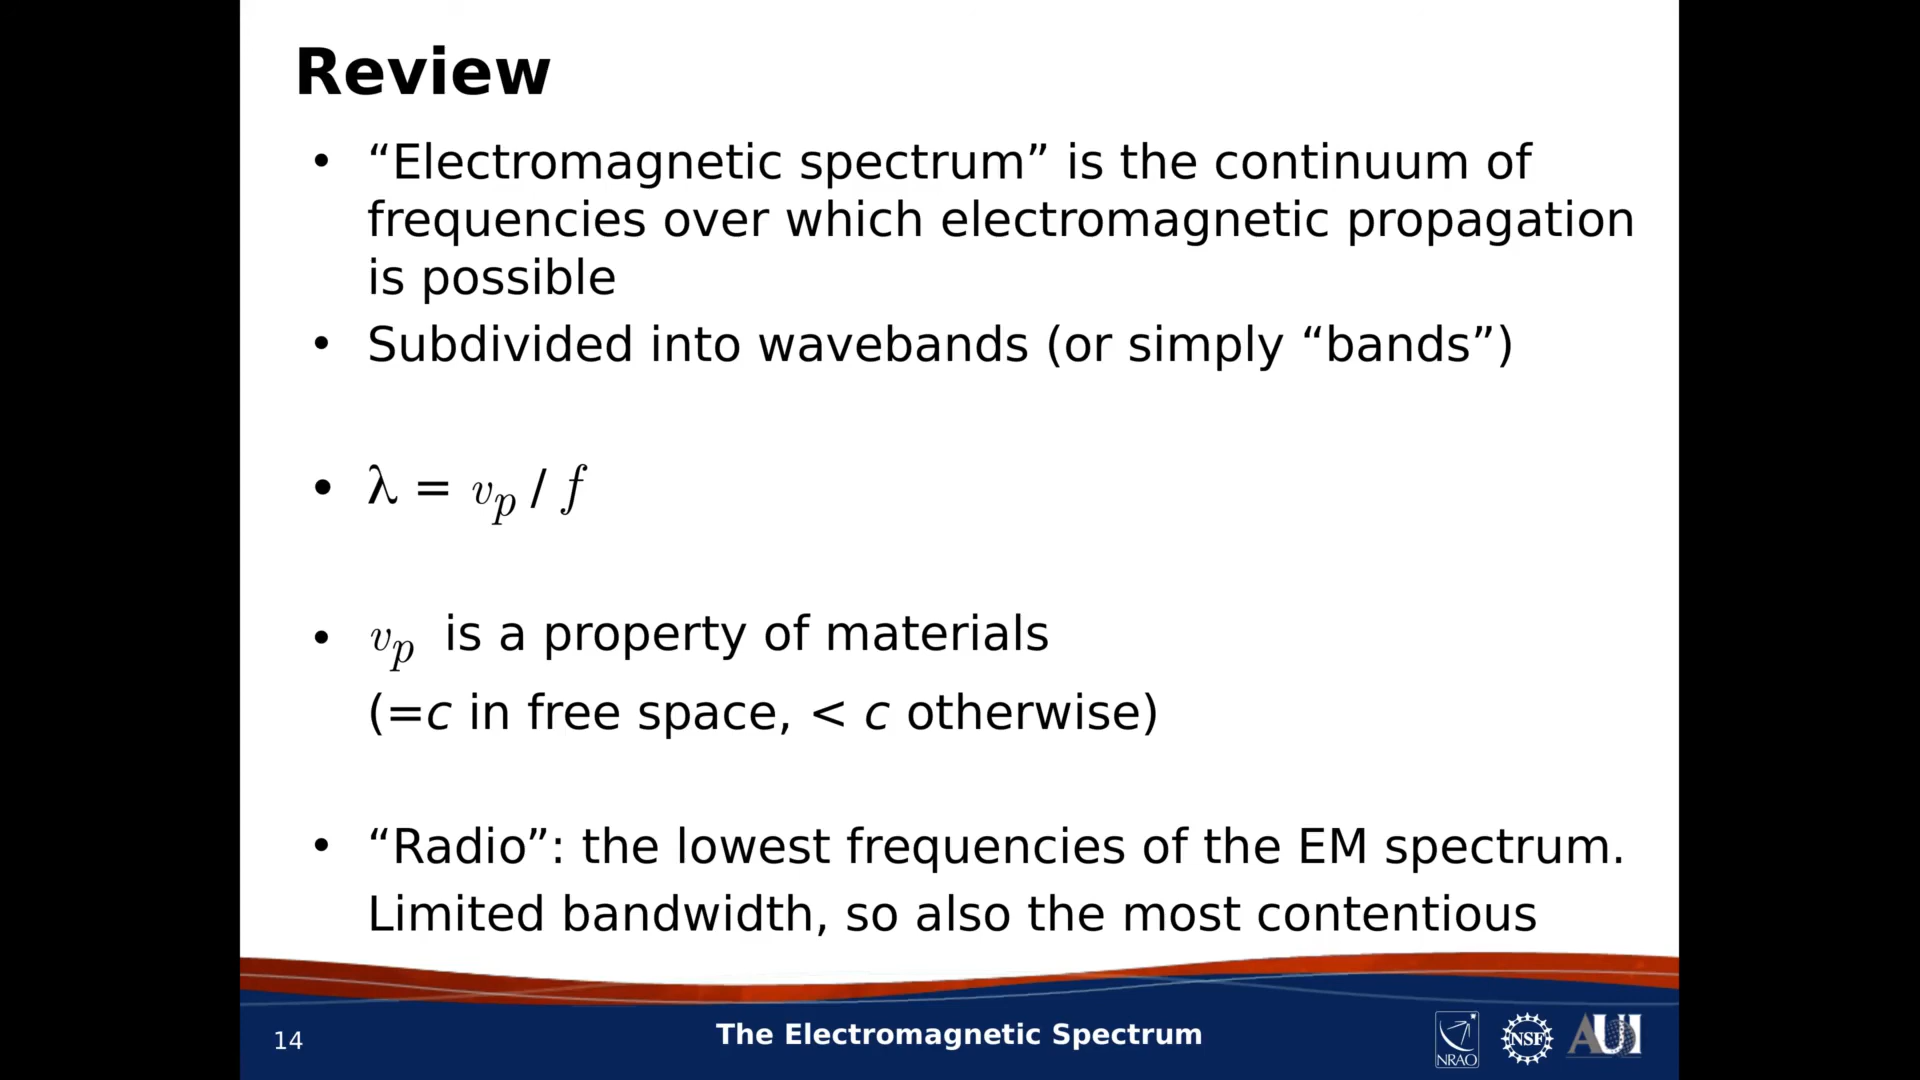 Review
• “Electromagnetic spectrum” is the continuum of
frequencies over which electromagnetic propagation
is possible
• Subdivided into wavebands (or simply “bands”)
• λ = vₚ / f
• vₚ is a property of materials
(=c in free space, < c otherwise)
• “Radio”: the lowest frequencies of the EM spectrum.
Limited bandwidth, so also the most contentious
14
The Electromagnetic Spectrum
NRAO
NSF
AUI